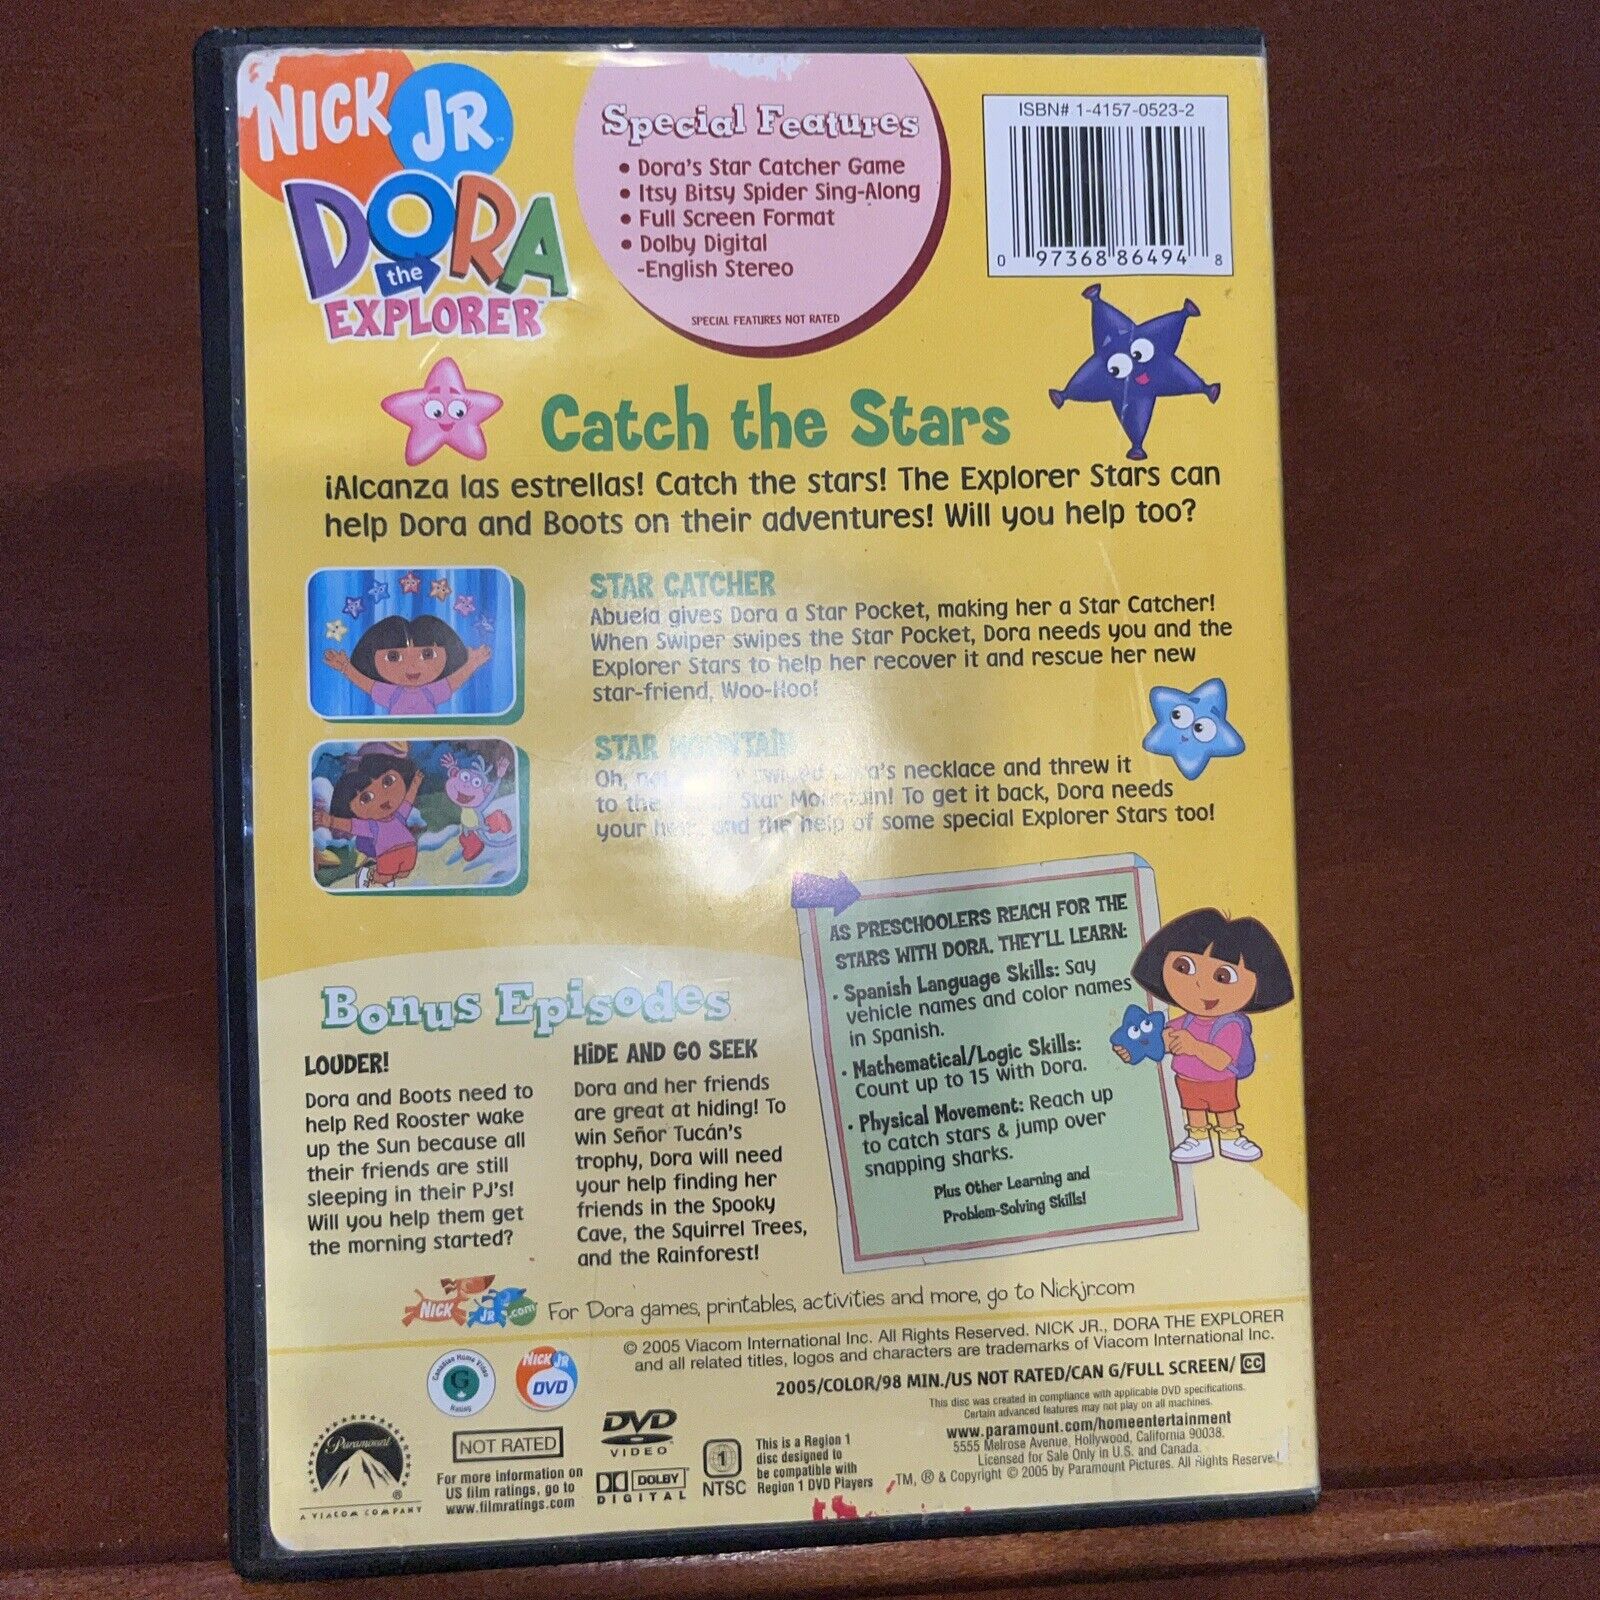 NICK JR
DORA
the
EXPLORER™
Special Features
• Dora's Star Catcher Game
• Itsy Bitsy Spider Sing-Along
• Full Screen Format
• Dolby Digital
-English Stereo
SPECIAL FEATURES NOT RATED
ISBN# 1-4157-0523-2
0 97368 86494 8
Catch the Stars
¡Alcanza las estrellas! Catch the stars! The Explorer Stars can
help Dora and Boots on their adventures! Will you help too?
STAR CATCHER
Abuela gives Dora a Star Pocket, making her a Star Catcher!
When Swiper swipes the Star Pocket, Dora needs you and the
Explorer Stars to help her recover it and rescue her new
star-friend, Woo-Hoo!
STAR MOUNTAIN
Oh, no! swiped Dora's necklace and threw it
to the Star Mountain! To get it back, Dora needs
your help, and the help of some special Explorer Stars too!
Bonus Episodes
LOUDER!
Dora and Boots need to
help Red Rooster wake
up the Sun because all
their friends are still
sleeping in their PJ's!
Will you help them get
the morning started?
HIDE AND GO SEEK
Dora and her friends
are great at hiding! To
win Señor Tucán's
trophy, Dora will need
your help finding her
friends in the Spooky
Cave, the Squirrel Trees,
and the Rainforest!
AS PRESCHOOLERS REACH FOR THE
STARS WITH DORA, THEY'LL LEARN:
• Spanish Language Skills: Say
vehicle names and color names
in Spanish.
• Mathematical/Logic Skills:
Count up to 15 with Dora.
• Physical Movement: Reach up
to catch stars & jump over
snapping sharks.
Plus Other Learning and
Problem-Solving Skills!
NICK JR .com For Dora games, printables, activities and more, go to Nickjr.com
© 2005 Viacom International Inc. All Rights Reserved. NICK JR., DORA THE EXPLORER
and all related titles, logos and characters are trademarks of Viacom International Inc.
2005/COLOR/98 MIN./US NOT RATED/CAN G/FULL SCREEN/ CC
This disc was created in compliance with applicable DVD specifications.
Certain advanced features may not play on all machines.
www.paramount.com/homeentertainment
5555 Melrose Avenue, Hollywood, California 90038.
Licensed for Sale Only in U.S. and Canada.
TM, ® & Copyright © 2005 by Paramount Pictures. All Rights Reserved
Canadian Home Video
G
Rating
NICK JR
DVD
Paramount
®
A VIACOM COMPANY
NOT RATED
For more information on
US film ratings, go to
www.filmratings.com
DVD
VIDEO
DOLBY
DIGITAL
1
NTSC
This is a Region 1
disc designed to
be compatible with
Region 1 DVD Players